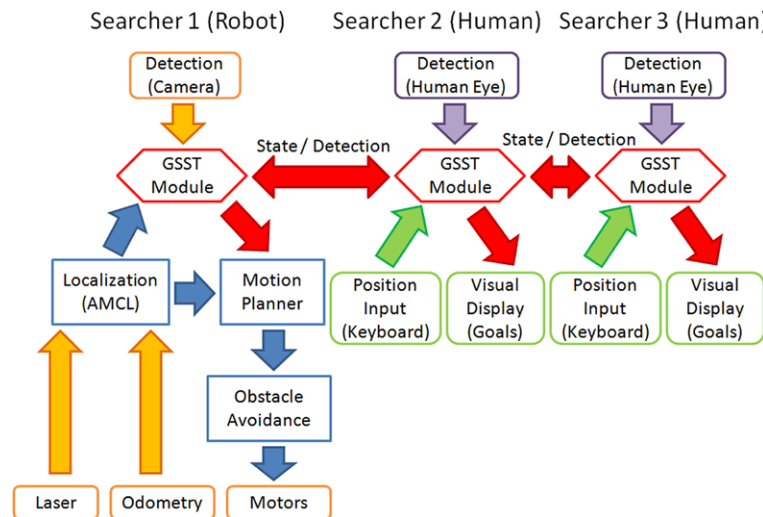 Searcher 1 (Robot)
Searcher 2 (Human)
Searcher 3 (Human)
Detection
(Camera)
Detection
(Human Eye)
Detection
(Human Eye)
State / Detection
State / Detection
GSST
Module
GSST
Module
GSST
Module
Localization
(AMCL)
Motion
Planner
Position
Input
(Keyboard)
Visual
Display
(Goals)
Position
Input
(Keyboard)
Visual
Display
(Goals)
Obstacle
Avoidance
Laser
Odometry
Motors